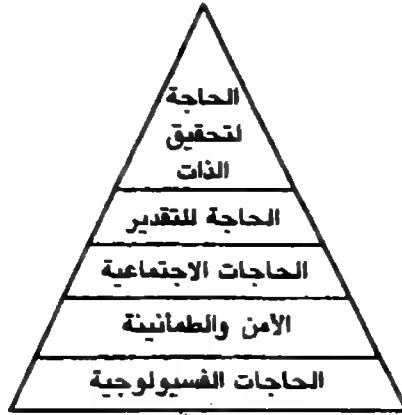 الحاجة
لتحقيق
الذات
الحاجة للتقدير
الحاجات الاجتماعية
الأمن والطمأنينة
الحاجات الفسيولوجية